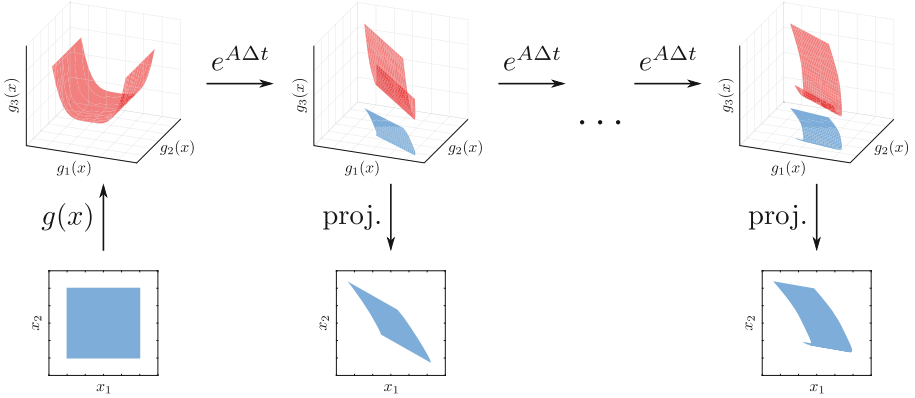 e^{AΔt} e^{AΔt} e^{AΔt}
g_3(x) g_3(x) . . . g_3(x)
g_2(x) g_2(x) g_2(x)
g_1(x) g_1(x) g_1(x)
g(x) proj. proj.
x_2 x_2 x_2
x_1 x_1 x_1